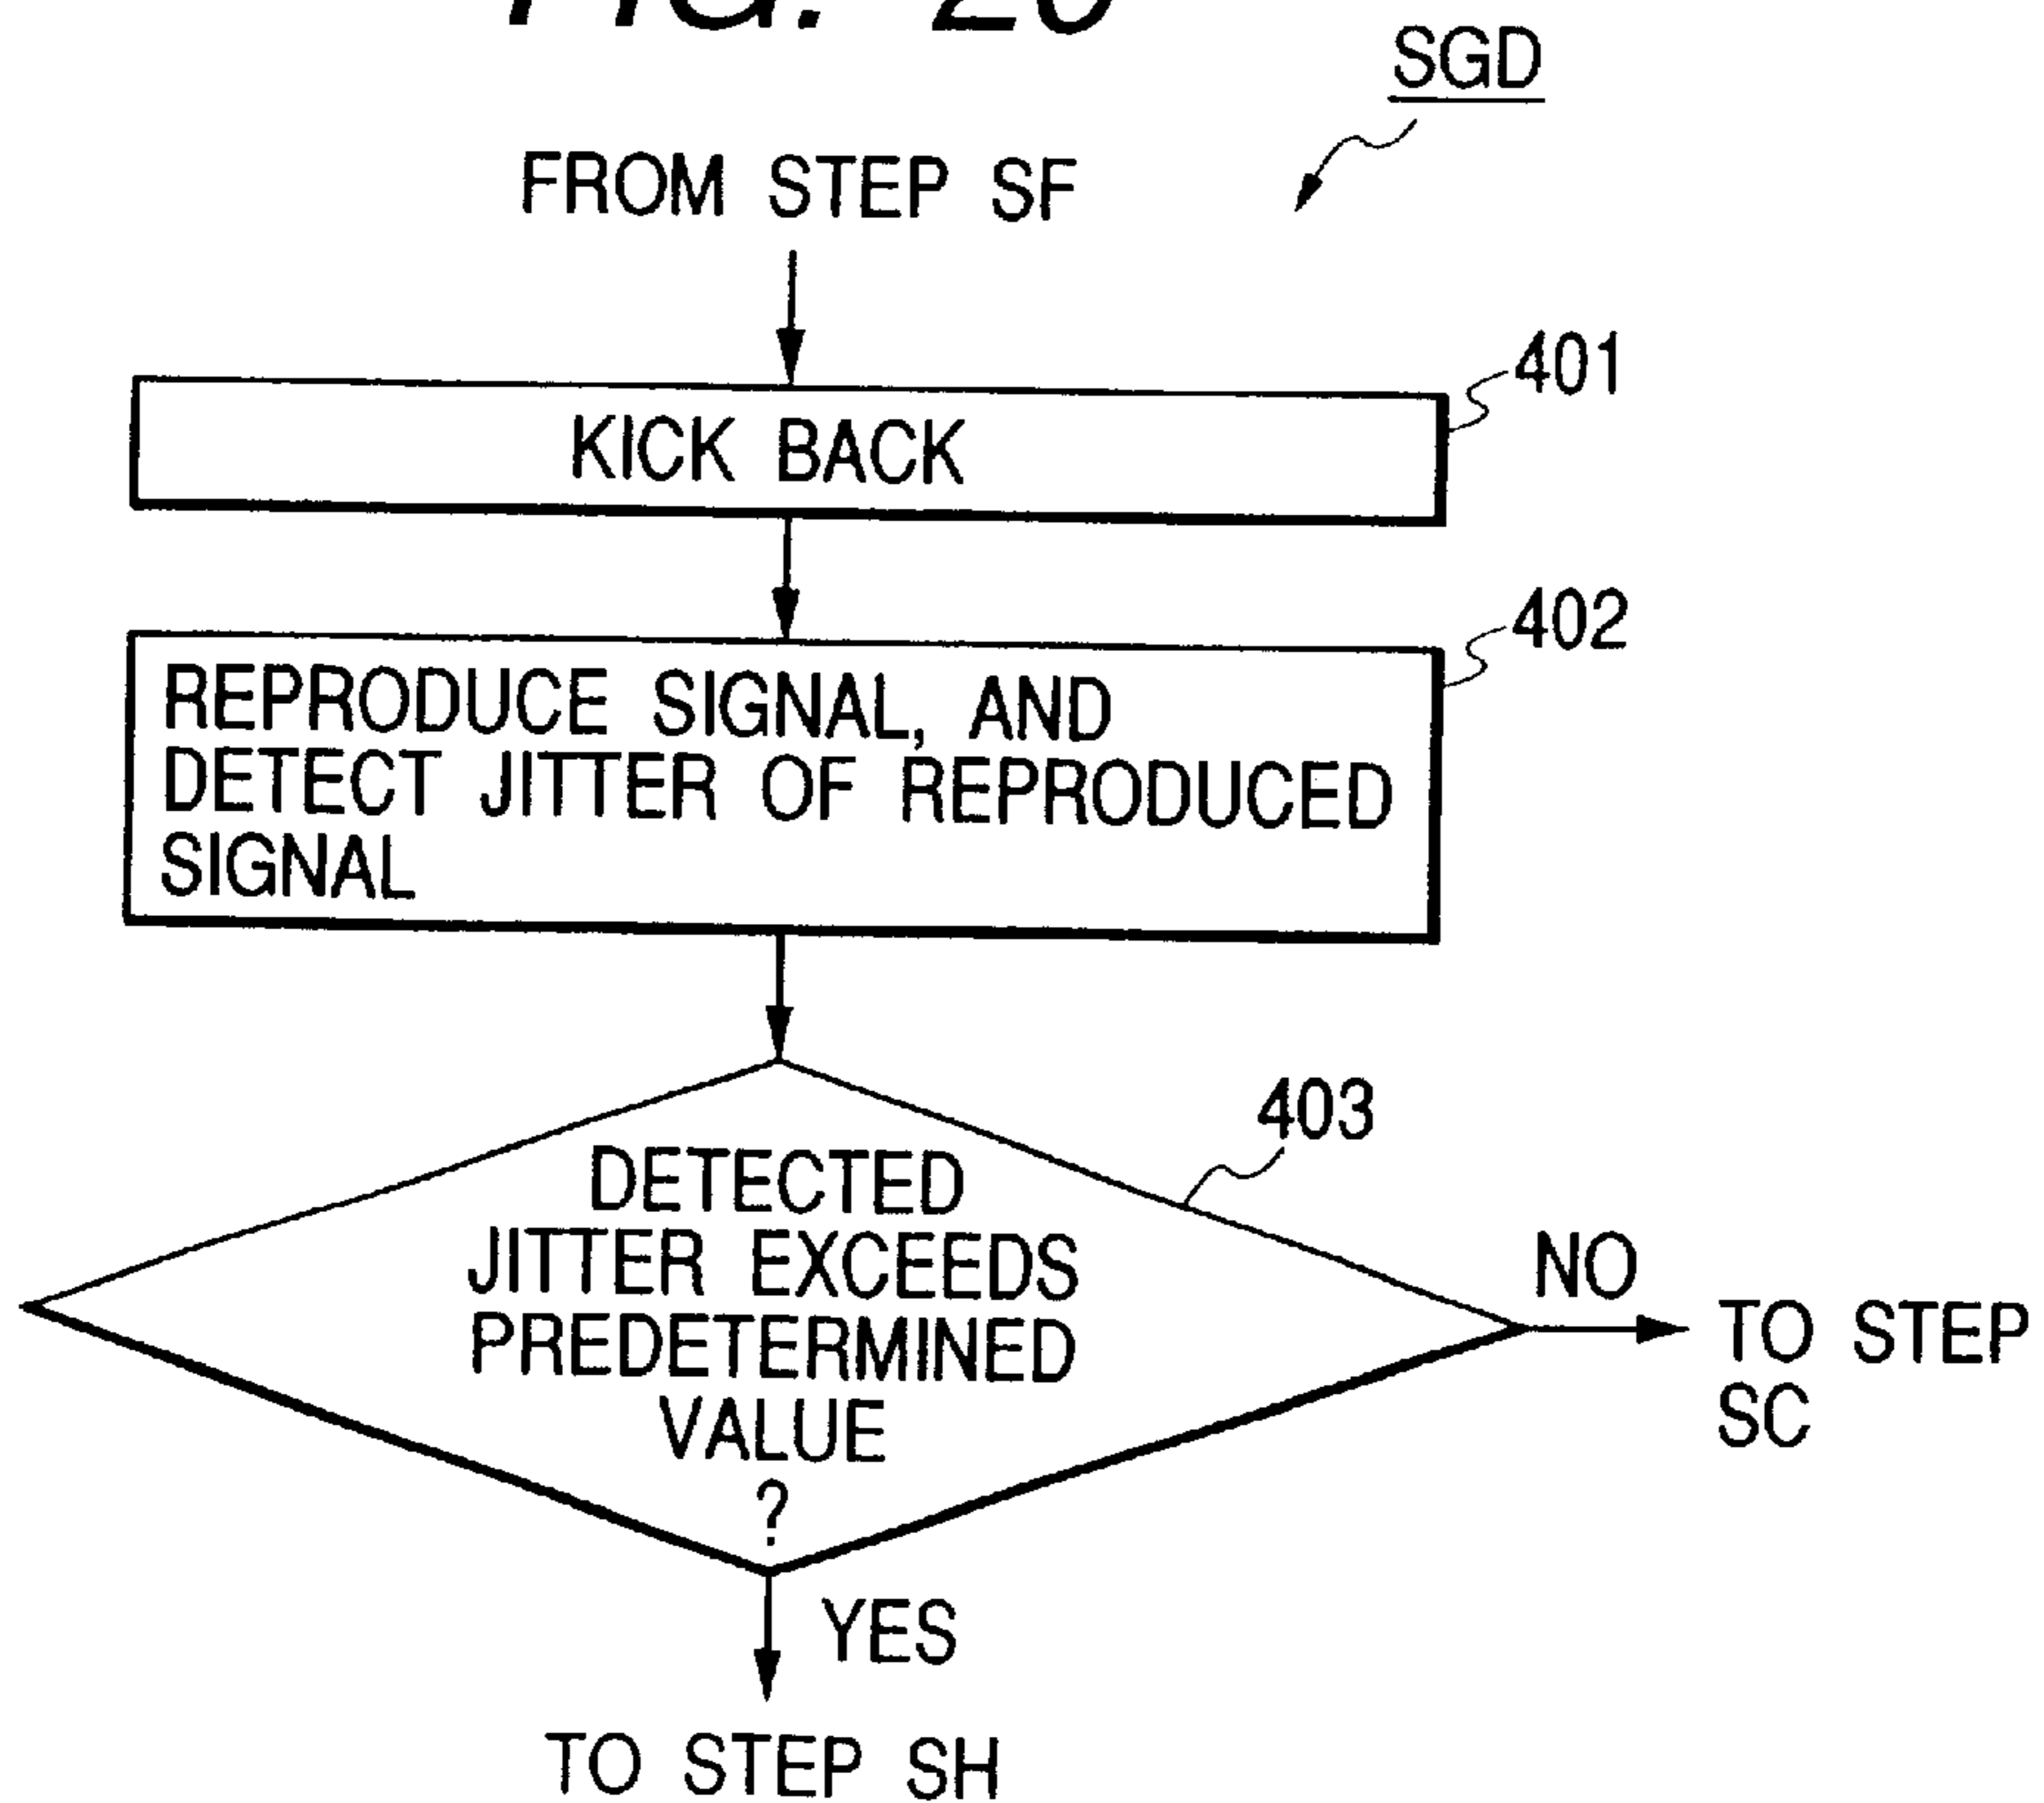 SGD
FROM STEP SF
401
KICK BACK
402
REPRODUCE SIGNAL, AND
DETECT JITTER OF REPRODUCED
SIGNAL
403
DETECTED
JITTER EXCEEDS
PREDETERMINED
VALUE
?
NO
TO STEP
SC
YES
TO STEP SH